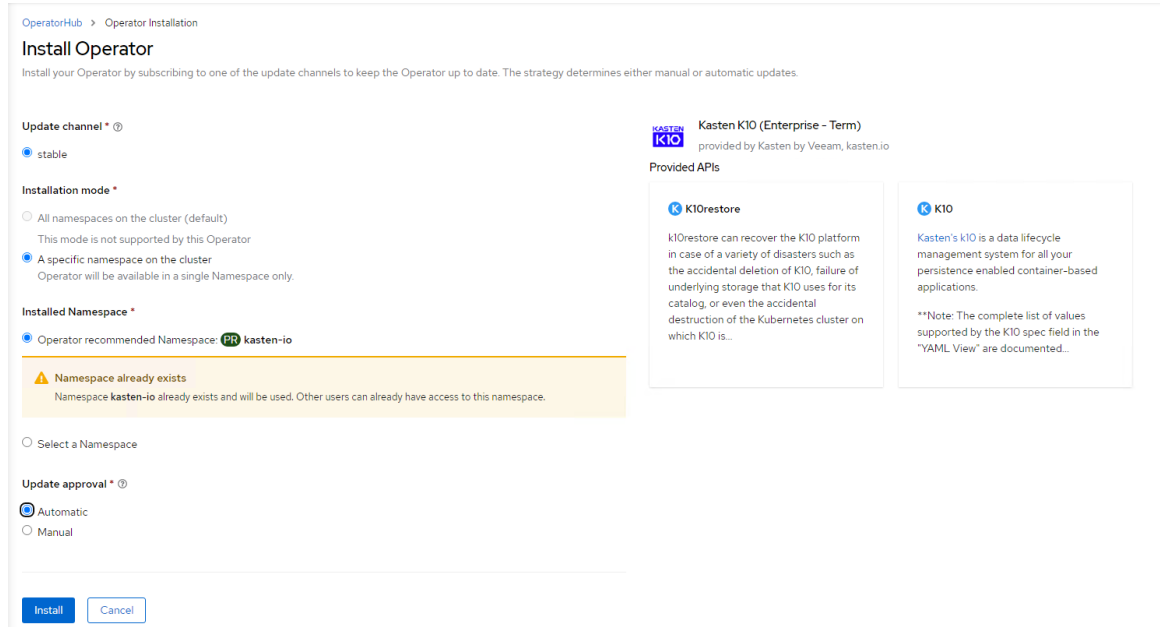 OperatorHub > Operator Installation
Install Operator
Install your Operator by subscribing to one of the update channels to keep the Operator up to date. The strategy determines either manual or automatic updates.
Update channel *
stable
Installation mode *
All namespaces on the cluster (default)
This mode is not supported by this Operator
A specific namespace on the cluster
Operator will be available in a single Namespace only.
Installed Namespace *
Operator recommended Namespace: PR kasten-io
Namespace already exists
Namespace kasten-io already exists and will be used. Other users can already have access to this namespace.
Select a Namespace
Update approval *
Automatic
Manual
Install
Cancel
KASTEN
K10
Kasten K10 (Enterprise - Term)
provided by Kasten by Veeam, kasten.io
Provided APIs
K K10restore
k10restore can recover the K10 platform
in case of a variety of disasters such as
the accidental deletion of K10, failure of
underlying storage that K10 uses for its
catalog, or even the accidental
destruction of the Kubernetes cluster on
which K10 is...
K K10
Kasten's k10 is a data lifecycle
management system for all your
persistence enabled container-based
applications.
**Note: The complete list of values
supported by the K10 spec field in the
"YAML View" are documented...